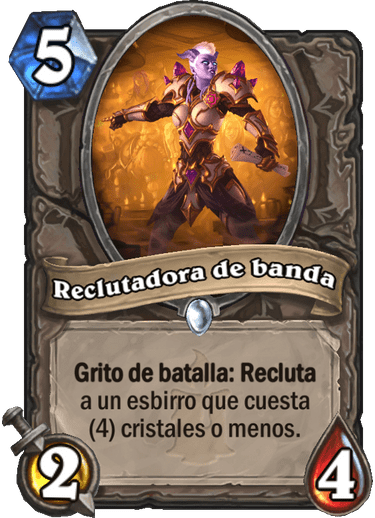 5
Reclutadora de banda
Grito de batalla: Recluta
a un esbirro que cuesta
(4) cristales o menos.
2
4